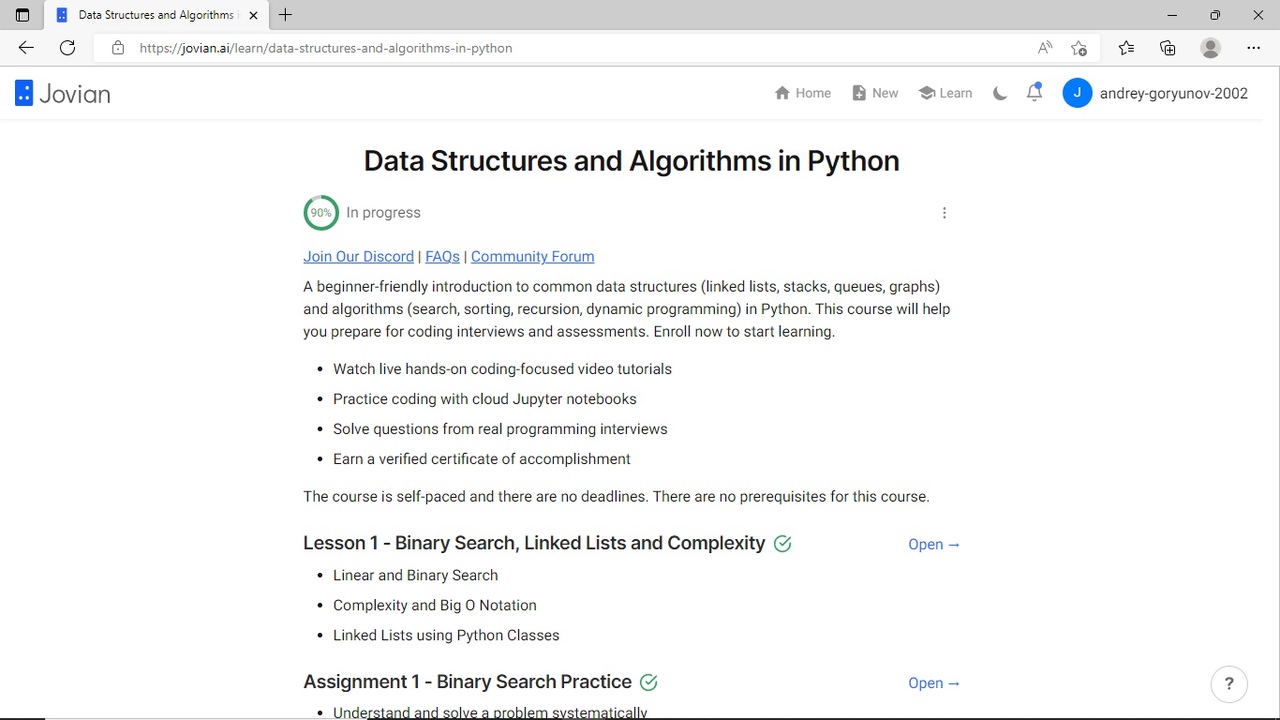 Data Structures and Algorithms i
https://jovian.ai/learn/data-structures-and-algorithms-in-python
Jovian
Home
New
Learn
J
andrey-goryunov-2002
Data Structures and Algorithms in Python
90%
In progress
Join Our Discord | FAQs | Community Forum
A beginner-friendly introduction to common data structures (linked lists, stacks, queues, graphs)
and algorithms (search, sorting, recursion, dynamic programming) in Python. This course will help
you prepare for coding interviews and assessments. Enroll now to start learning.
• Watch live hands-on coding-focused video tutorials
• Practice coding with cloud Jupyter notebooks
• Solve questions from real programming interviews
• Earn a verified certificate of accomplishment
The course is self-paced and there are no deadlines. There are no prerequisites for this course.
Lesson 1 - Binary Search, Linked Lists and Complexity
Open →
• Linear and Binary Search
• Complexity and Big O Notation
• Linked Lists using Python Classes
Assignment 1 - Binary Search Practice
Open →
?
• Understand and solve a problem systematically